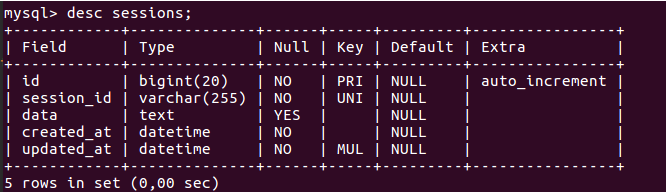 mysql> desc sessions;
+------------+--------------+------+-----+---------+----------------+
| Field      | Type         | Null | Key | Default | Extra          |
+------------+--------------+------+-----+---------+----------------+
| id         | bigint(20)   | NO   | PRI | NULL    | auto_increment |
| session_id | varchar(255) | NO   | UNI | NULL    |                |
| data       | text         | YES  |     | NULL    |                |
| created_at | datetime     | NO   |     | NULL    |                |
| updated_at | datetime     | NO   | MUL | NULL    |                |
+------------+--------------+------+-----+---------+----------------+
5 rows in set (0,00 sec)